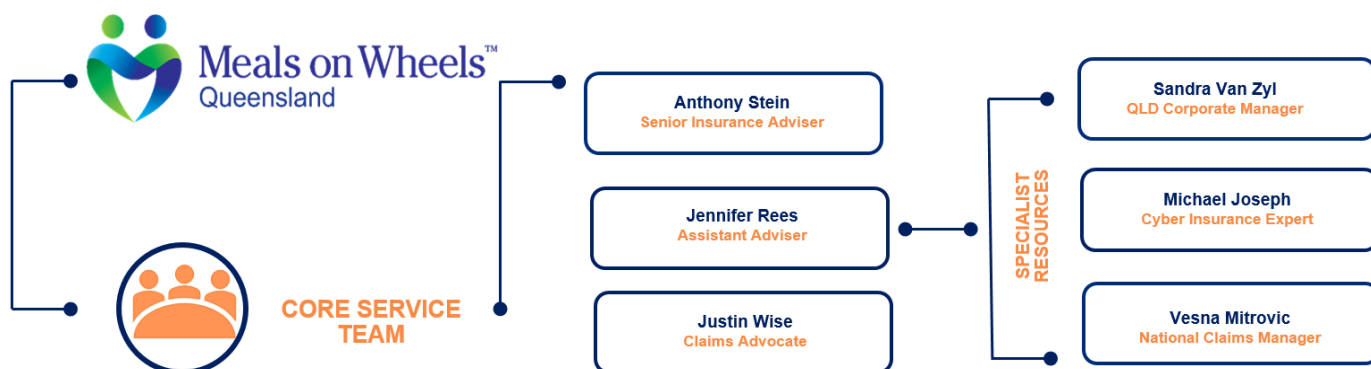 Meals on Wheels™
Queensland
CORE SERVICE
TEAM
Anthony Stein
Senior Insurance Adviser
Jennifer Rees
Assistant Adviser
Justin Wise
Claims Advocate
SPECIALIST
RESOURCES
Sandra Van Zyl
QLD Corporate Manager
Michael Joseph
Cyber Insurance Expert
Vesna Mitrovic
National Claims Manager